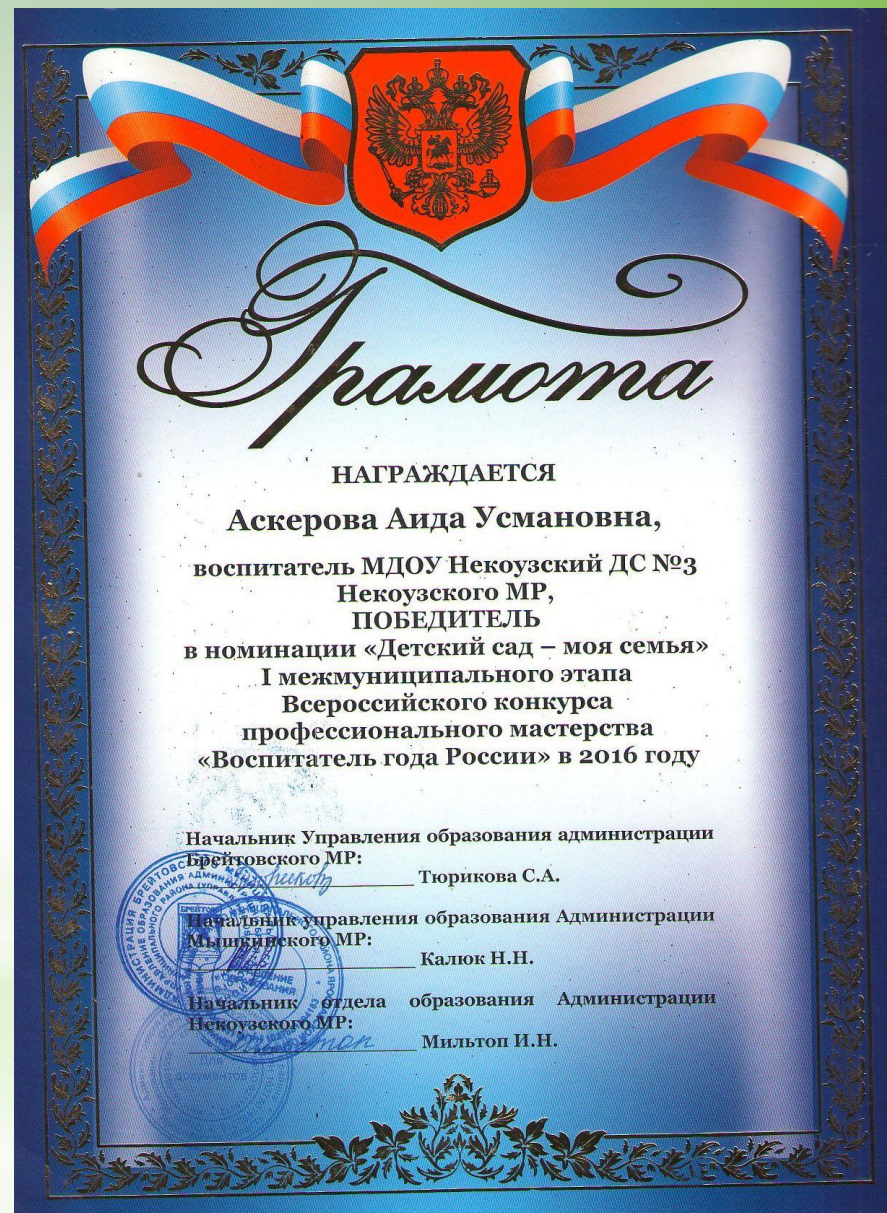 Грамота
НАГРАЖДАЕТСЯ
Аскерова Аида Усмановна,
воспитатель МДОУ Некоузский ДС №3
Некоузского МР,
ПОБЕДИТЕЛЬ
в номинации «Детский сад – моя семья»
I межмуниципального этапа
Всероссийского конкурса
профессионального мастерства
«Воспитатель года России» в 2016 году
Начальник Управления образования администрации
Брейтовского МР:
Тюрикова С.А.
Начальник управления образования Администрации
Мышкинского МР:
Калюк Н.Н.
Начальник отдела образования Администрации
Некоузского МР:
Мильтоп И.Н.
Для
документов